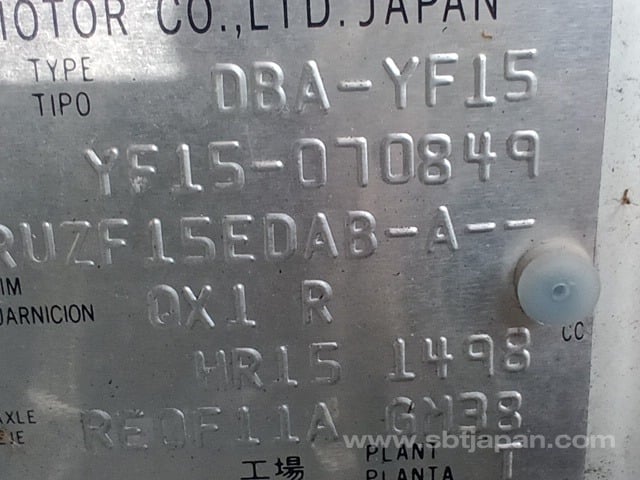 MOTOR CO.,LTD.JAPAN
TYPE
TIPO
DBA-YF15
YF15-070849
RUZF15EDAB-A--
IM
UARNICION
QX1 R
CC
HR15 1498
AXLE
EJE
RE0F11A GM38
www.sbtjapan.com
工場 PLANT
PLANTA
T